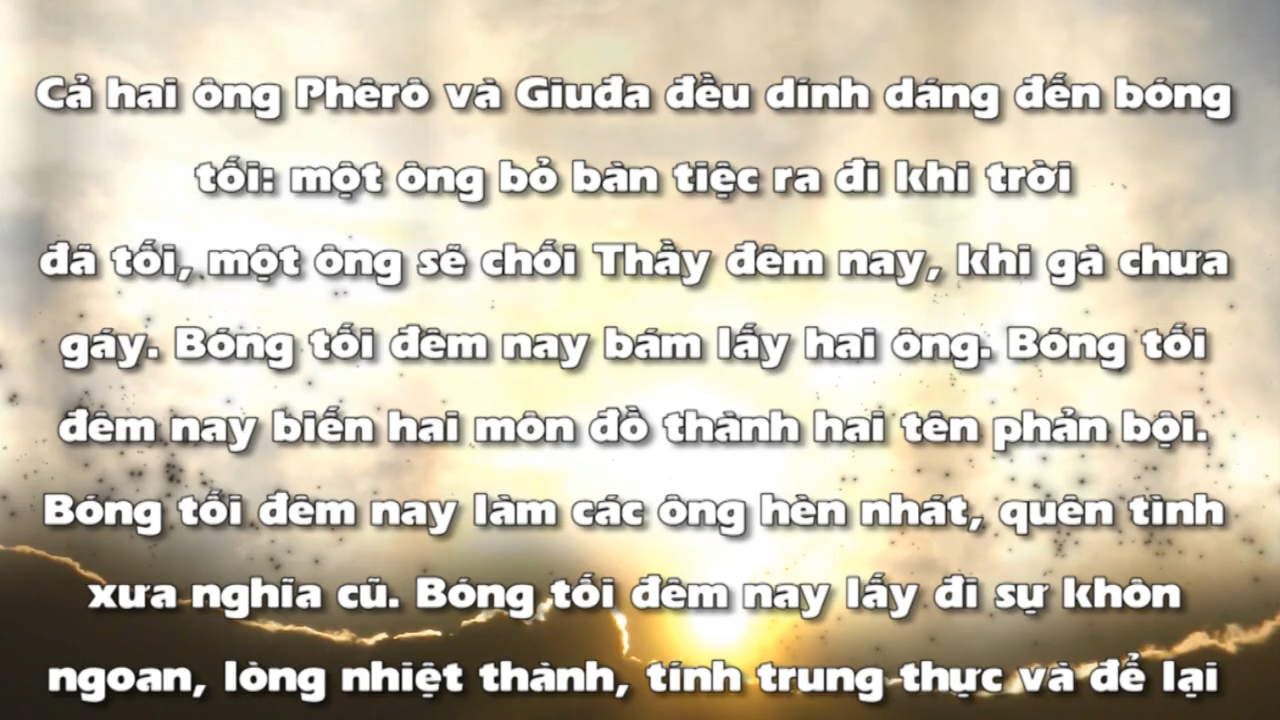 Cả hai ông Phêrô và Giuđa đều dính dáng đến bóng
tối: một ông bỏ bàn tiệc ra đi khi trời
đã tối, một ông sẽ chối Thầy đêm nay, khi gà chưa
gáy. Bóng tối đêm nay bám lấy hai ông. Bóng tối
đêm nay biến hai môn đồ thành hai tên phản bội.
Bóng tối đêm nay làm các ông hèn nhát, quên tình
xưa nghĩa cũ. Bóng tối đêm nay lấy đi sự khôn
ngoan, lòng nhiệt thành, tính trung thực và để lại